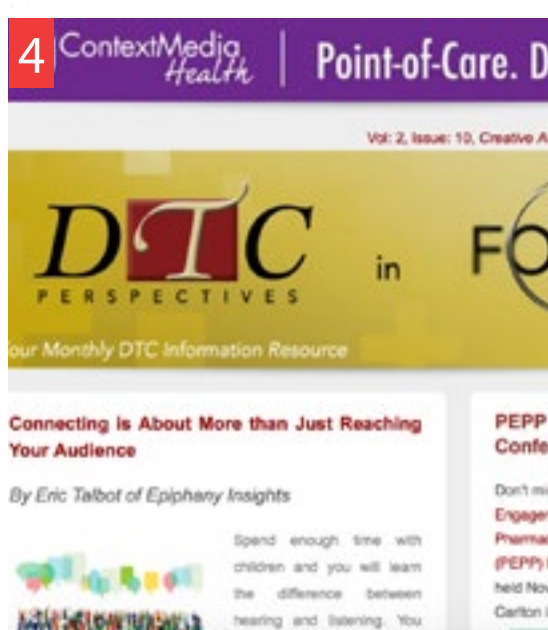 4
ContextMedia
Health
Point-of-Care. D
Vol: 2, Issue: 10, Creative A
DTC
PERSPECTIVES
in
FO
our Monthly DTC Information Resource
Connecting is About More than Just Reaching
Your Audience
By Eric Talbot of Epiphany Insights
Spend enough time with
children and you will learn
the difference between
hearing and listening. You
PEPP
Confe
Don't mi
Engager
Pharmac
(PEPP)
held Nov
Carlton